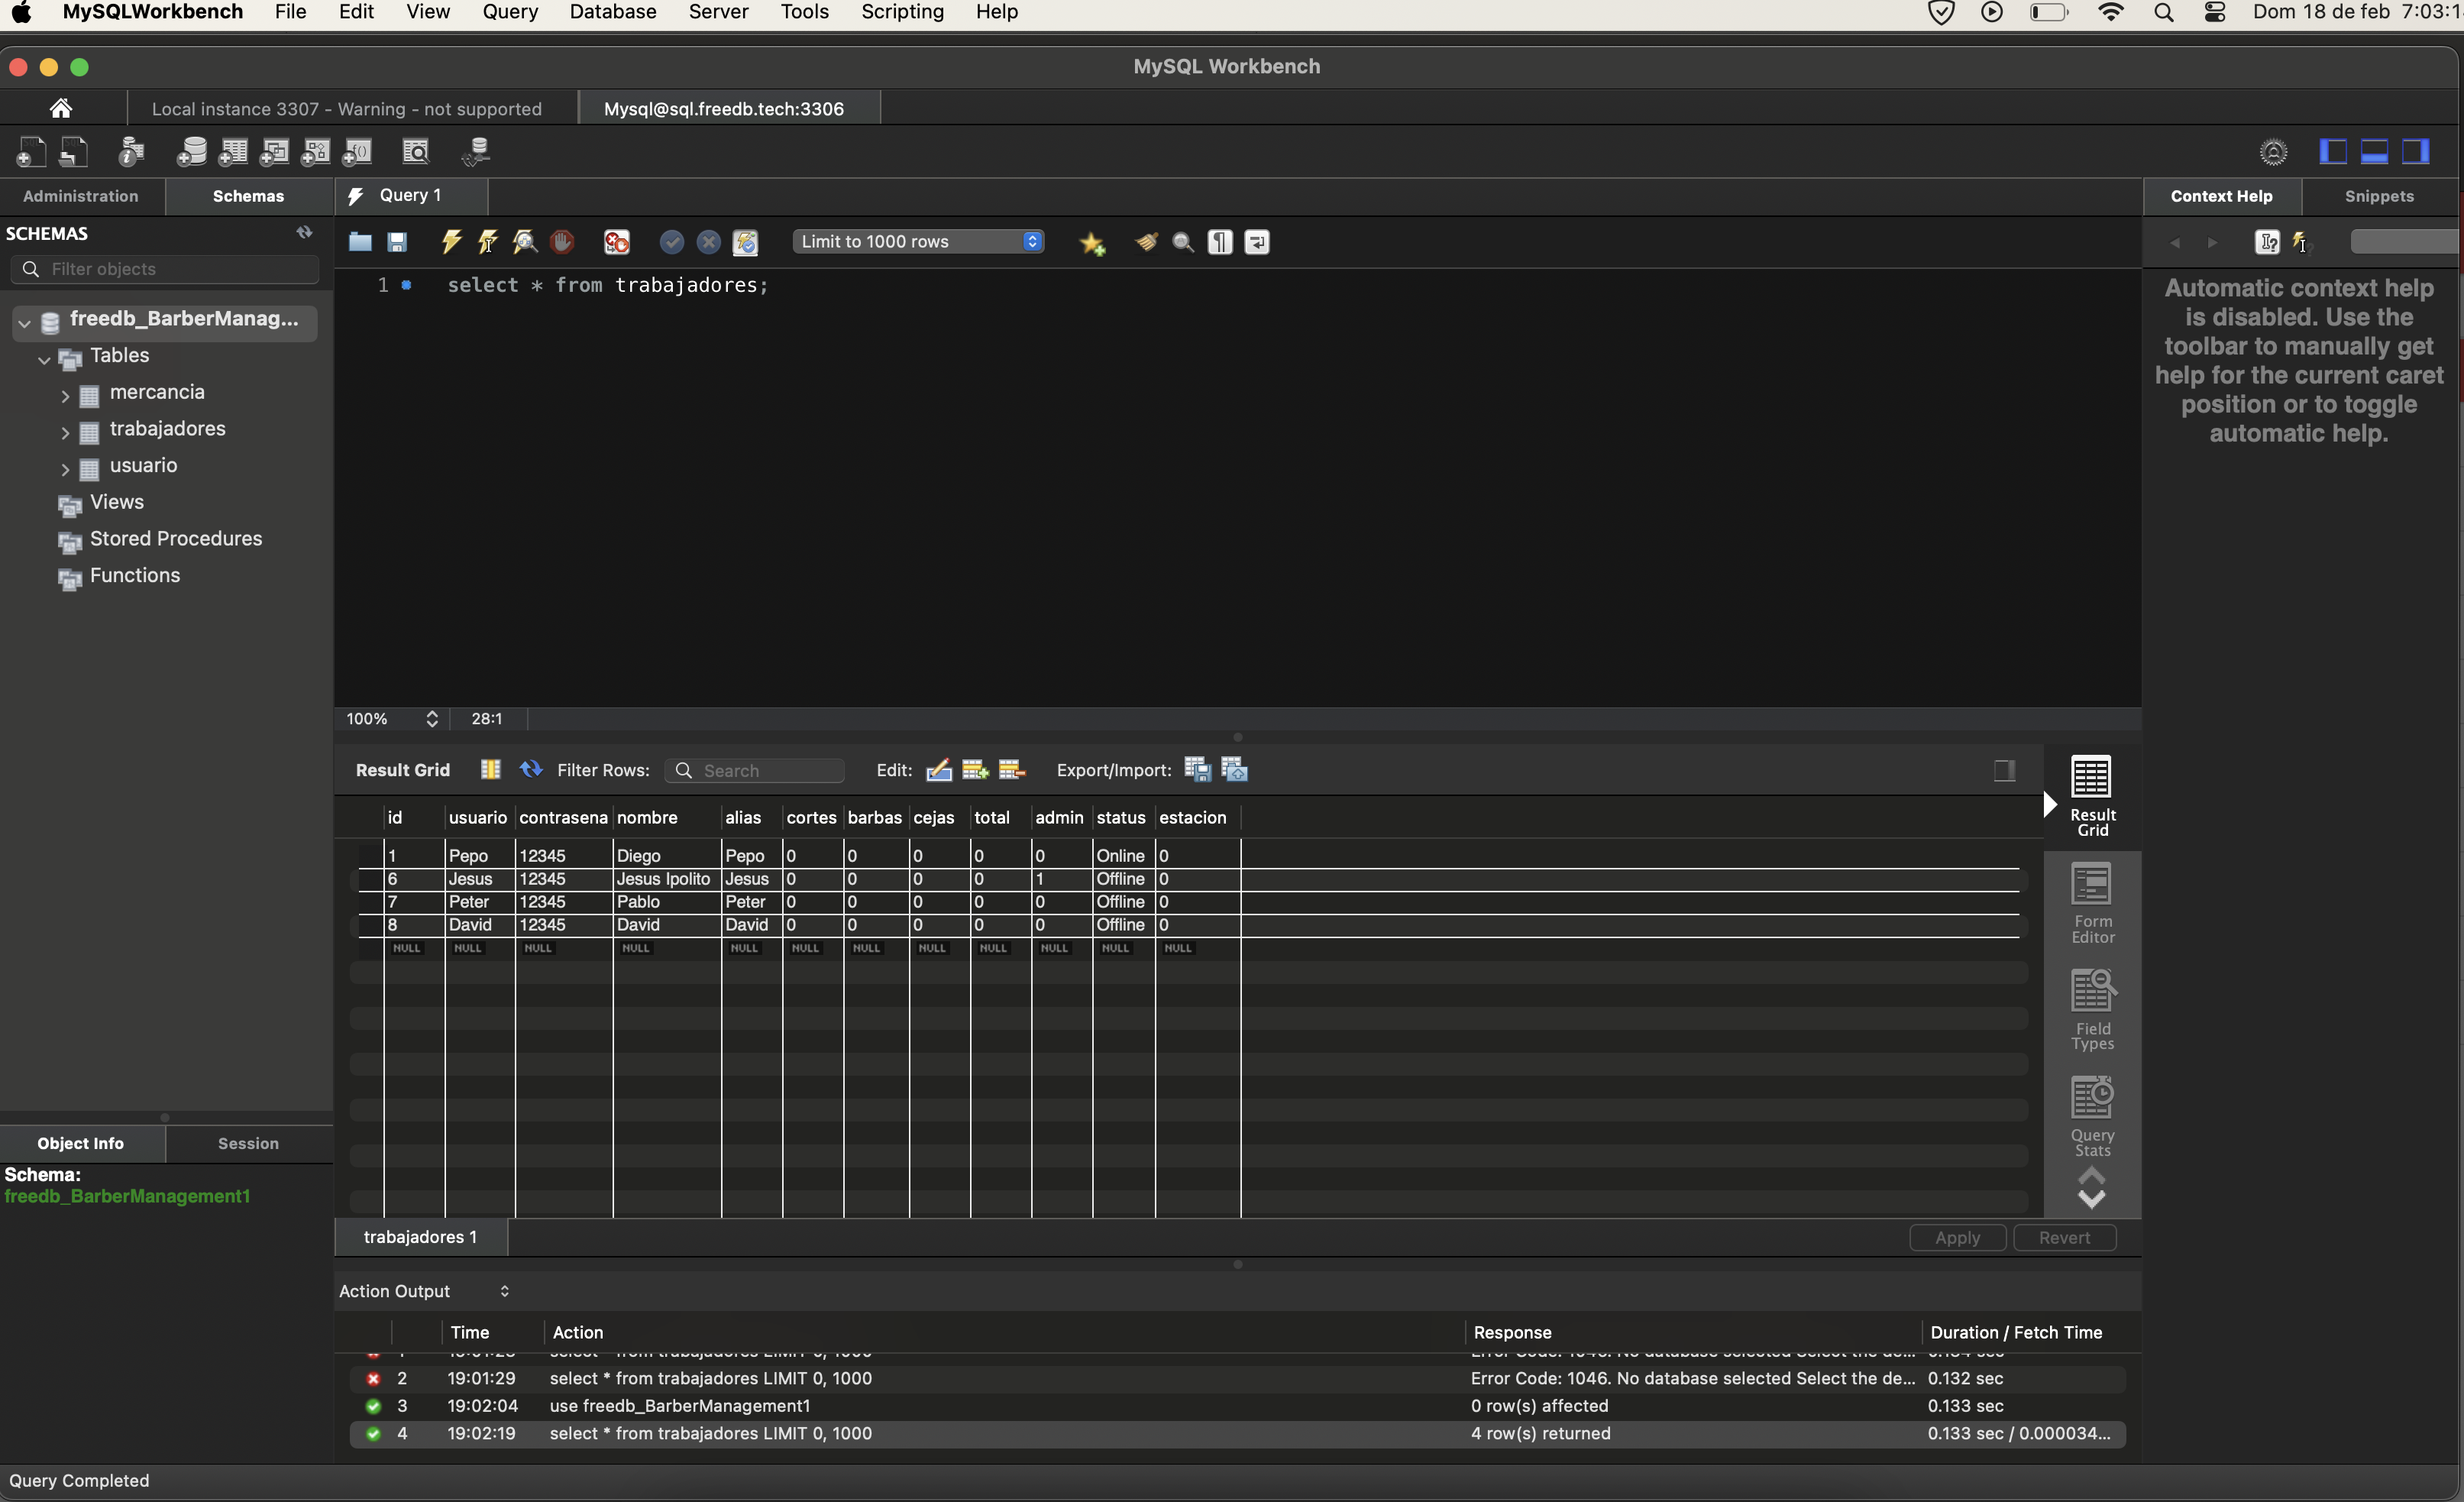 MySQLWorkbench File Edit View Query Database Server Tools Scripting Help Dom 18 de feb 7:03:1
MySQL Workbench
Local instance 3307 - Warning - not supported Mysql@sql.freedb.tech:3306
Administration Schemas Query 1 Context Help Snippets
SCHEMAS
Limit to 1000 rows
Filter objects
1 select * from trabajadores;
freedb_BarberManag...
Tables
mercancia
trabajadores
usuario
Views
Stored Procedures
Functions
Automatic context help
is disabled. Use the
toolbar to manually get
help for the current caret
position or to toggle
automatic help.
100% 28:1
Result Grid Filter Rows: Search Edit: Export/Import:
id usuario contrasena nombre alias cortes barbas cejas total admin status estacion
1 Pepo 12345 Diego Pepo 0 0 0 0 0 Online 0
6 Jesus 12345 Jesus Ipolito Jesus 0 0 0 0 1 Offline 0
7 Peter 12345 Pablo Peter 0 0 0 0 0 Offline 0
8 David 12345 David David 0 0 0 0 0 Offline 0
NULL NULL NULL NULL NULL NULL NULL NULL NULL NULL NULL NULL
Result
Grid
Form
Editor
Field
Types
Query
Stats
Object Info Session
Schema:
freedb_BarberManagement1
trabajadores 1 Apply Revert
Action Output
Time Action Response Duration / Fetch Time
2 19:01:29 select * from trabajadores LIMIT 0, 1000 Error Code: 1046. No database selected Select the de... 0.132 sec
3 19:02:04 use freedb_BarberManagement1 0 row(s) affected 0.133 sec
4 19:02:19 select * from trabajadores LIMIT 0, 1000 4 row(s) returned 0.133 sec / 0.000034...
Query Completed